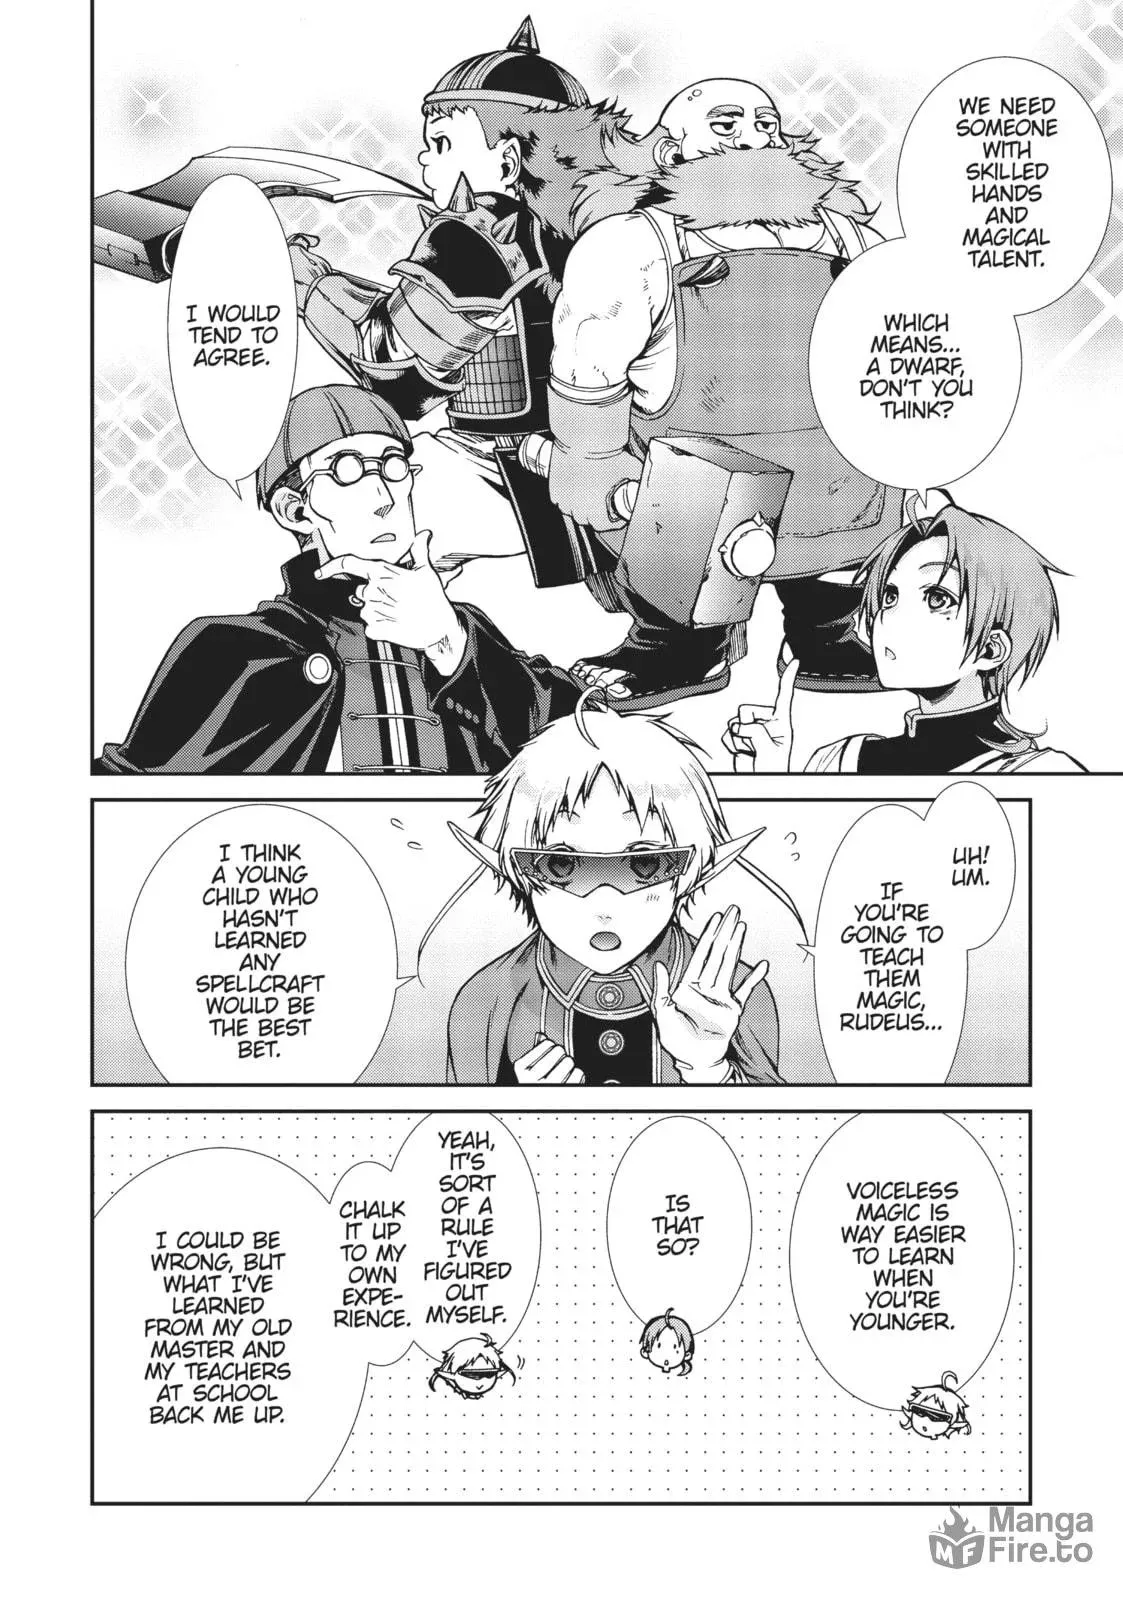 WE NEED
SOMEONE
WITH
SKILLED
HANDS
AND
MAGICAL
TALENT.
WHICH
MEANS...
A DWARF,
DON'T YOU
THINK?
I WOULD
TEND TO
AGREE.
UH!
UM.
IF
YOU'RE
GOING TO
TEACH
THEM
MAGIC,
RUDEUS...
I THINK
A YOUNG
CHILD WHO
HASN'T
LEARNED
ANY
SPELLCRAFT
WOULD BE
THE BEST
BET.
VOICELESS
MAGIC IS
WAY EASIER
TO LEARN
WHEN
YOU'RE
YOUNGER.
IS
THAT
SO?
YEAH,
IT'S
SORT
OF A
RULE
I'VE
FIGURED
OUT
MYSELF.
CHALK
IT UP
TO MY
OWN
EXPE-
RIENCE.
I COULD BE
WRONG, BUT
WHAT I'VE
LEARNED
FROM MY OLD
MASTER AND
MY TEACHERS
AT SCHOOL
BACK ME UP.
MF
Manga
Fire.to